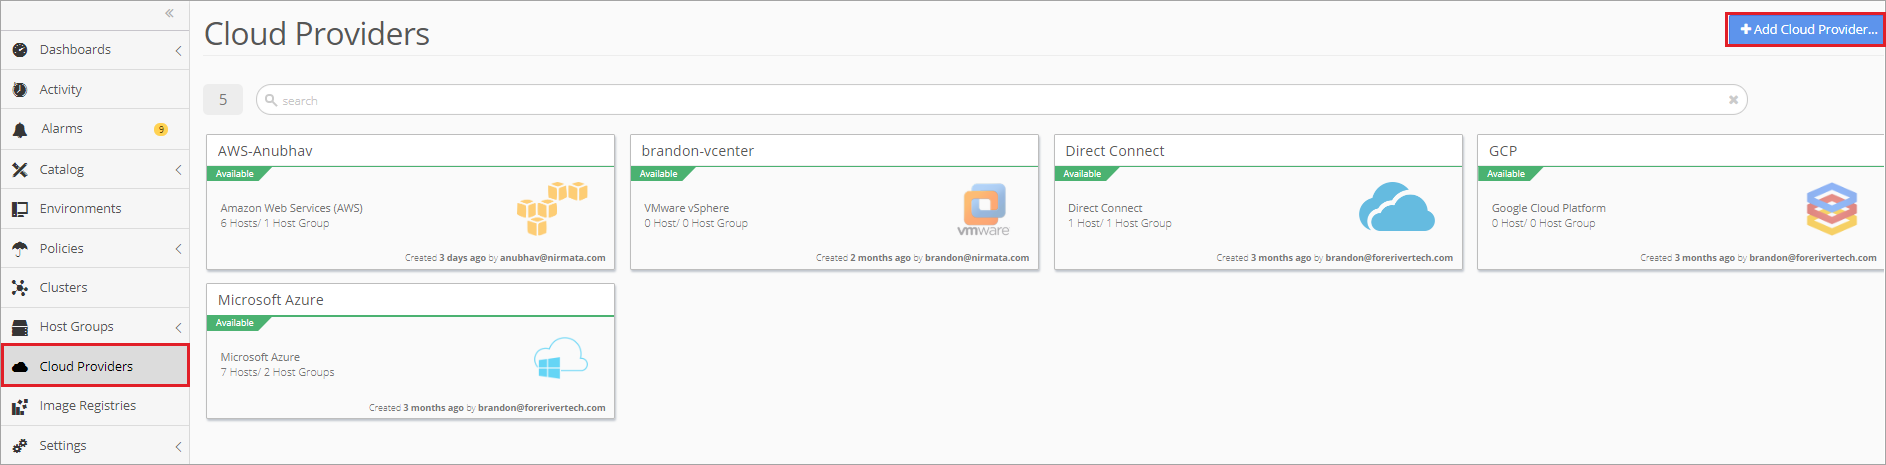 «
Dashboards
Activity
Alarms 9
Catalog
Environments
Policies
Clusters
Host Groups
Cloud Providers
Image Registries
Settings
Cloud Providers
+Add Cloud Provider...
5
search
AWS-Anubhav
Available
Amazon Web Services (AWS)
6 Hosts/ 1 Host Group
Created 3 days ago by anubhav@nirmata.com
brandon-vcenter
Available
VMware vSphere
0 Host/ 0 Host Group
vmware
Created 2 months ago by brandon@nirmata.com
Direct Connect
Available
Direct Connect
1 Host/ 1 Host Group
Created 3 months ago by brandon@forerivertech.com
GCP
Available
Google Cloud Platform
0 Host/ 0 Host Group
Created 3 months ago by brandon@forerivertech.com
Microsoft Azure
Available
Microsoft Azure
7 Hosts/ 2 Host Groups
Created 3 months ago by brandon@forerivertech.com